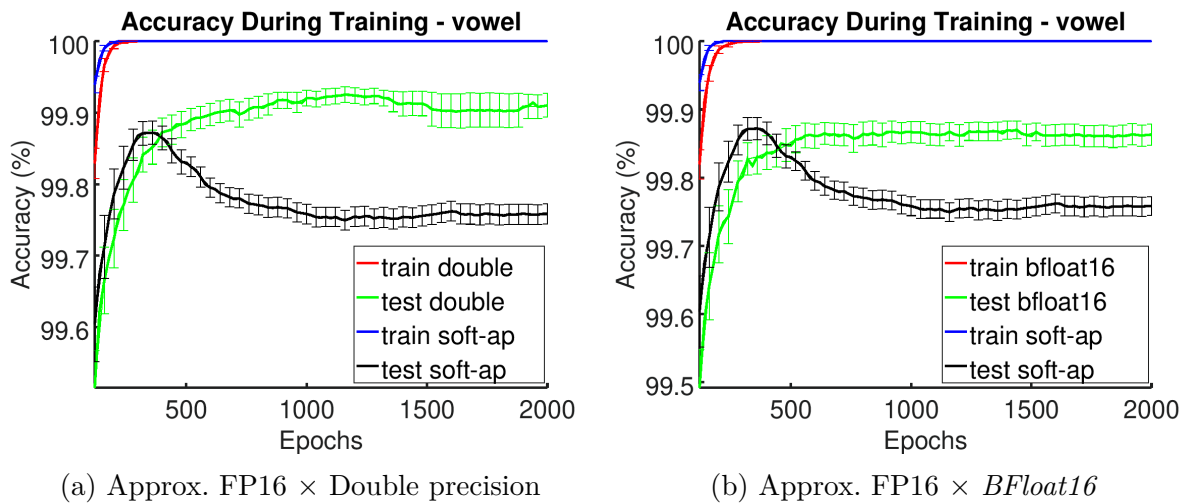 Accuracy During Training - vowel
100
99.9
99.8
99.7
99.6
Accuracy (%)
train double
test double
train soft-ap
test soft-ap
500
1000
1500
2000
Epochs
(a) Approx. FP16 × Double precision
Accuracy During Training - vowel
100
99.9
99.8
99.7
99.6
99.5
Accuracy (%)
train bfloat16
test bfloat16
train soft-ap
test soft-ap
500
1000
1500
2000
Epochs
(b) Approx. FP16 × BFloat16